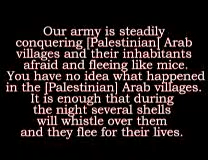 Our army is steadily
conquering [Palestinian] Arab
villages and their inhabitants
afraid and fleeing like mice.
You have no idea what happened
in the [Palestinian] Arab villages.
It is enough that during
the night several shells
will whistle over them
and they flee for their lives.